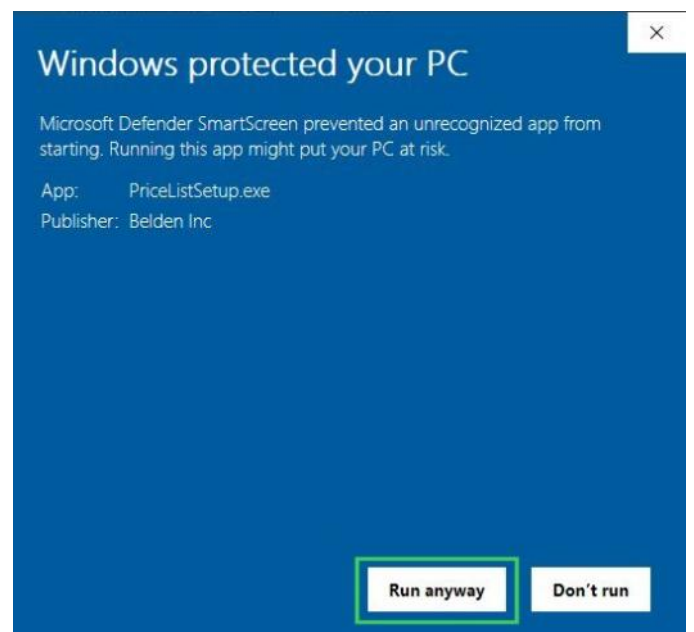 Windows protected your PC
Microsoft Defender SmartScreen prevented an unrecognized app from
starting. Running this app might put your PC at risk.
App: PriceListSetup.exe
Publisher: Belden Inc
Run anyway Don't run